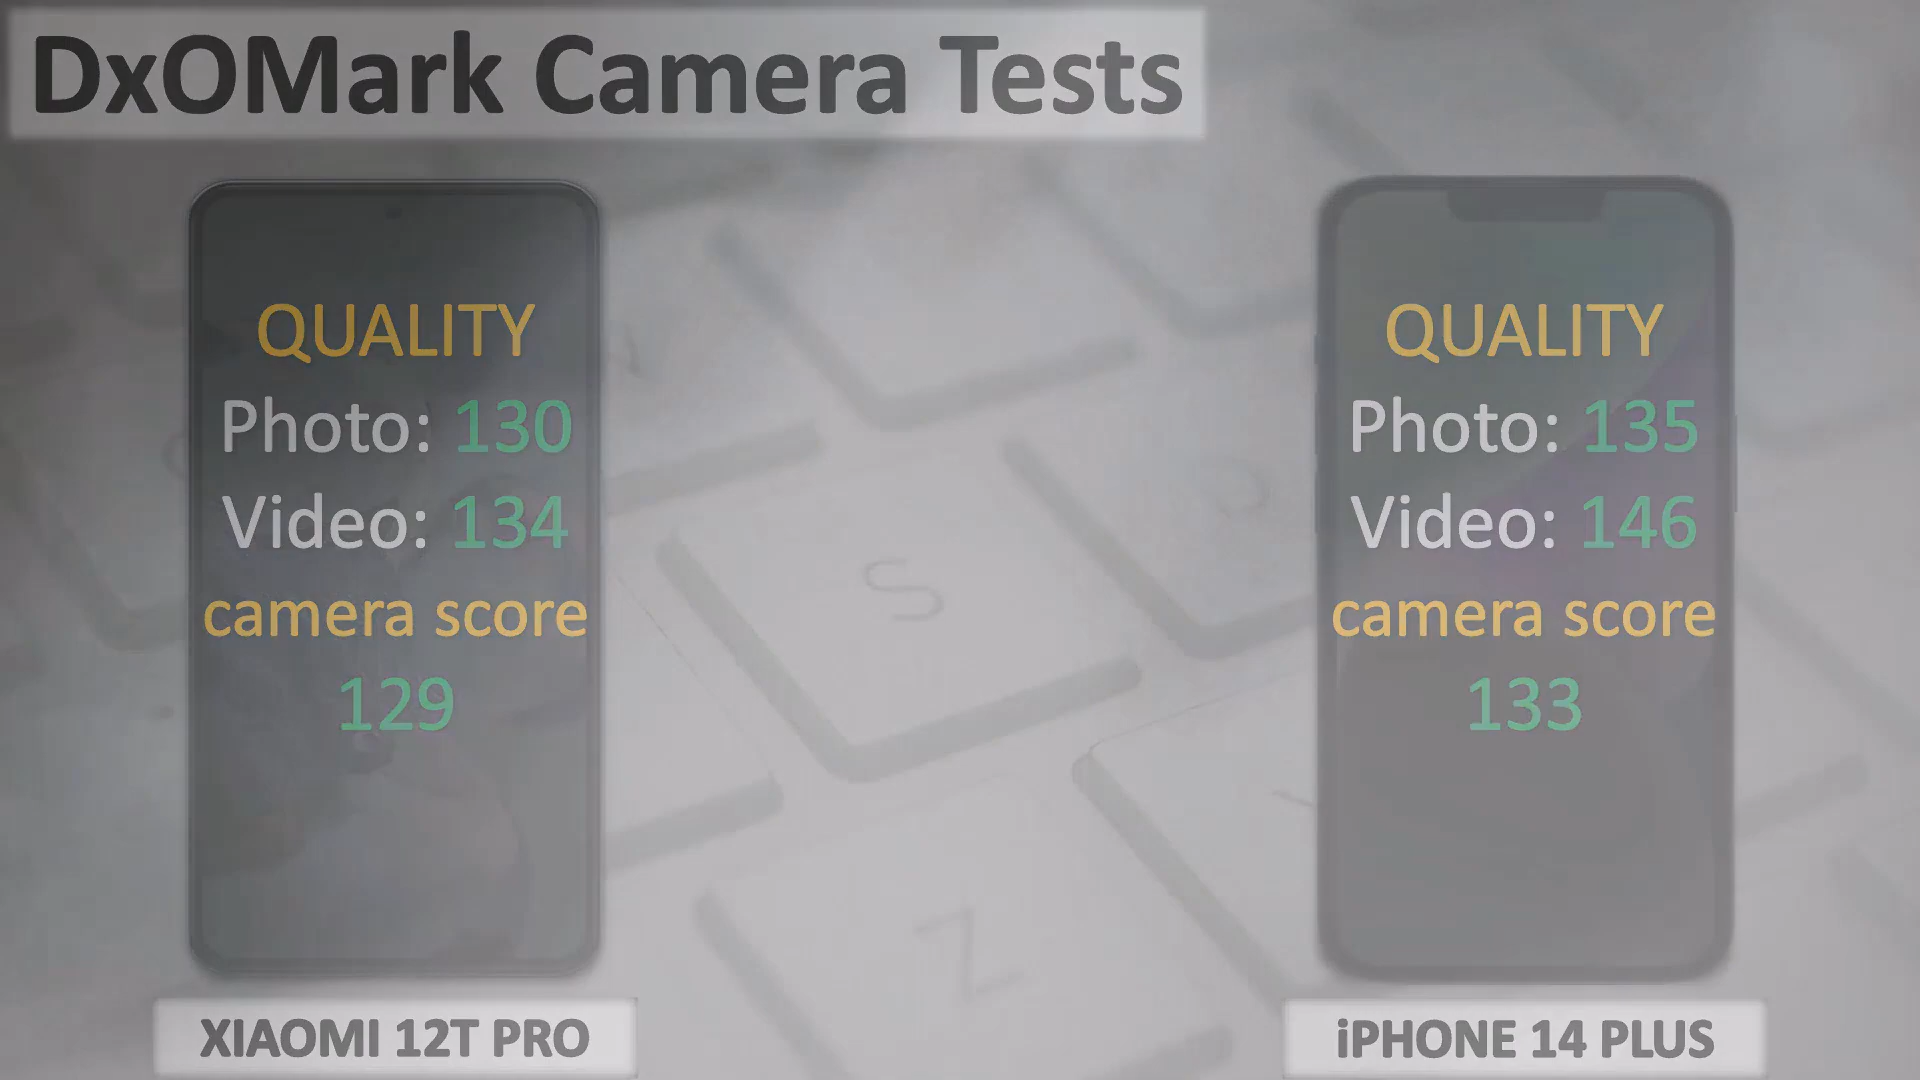 DxOMark Camera Tests
QUALITY
Photo: 130
Video: 134
camera score
129
XIAOMI 12T PRO
QUALITY
Photo: 135
Video: 146
camera score
133
iPHONE 14 PLUS
S
Z